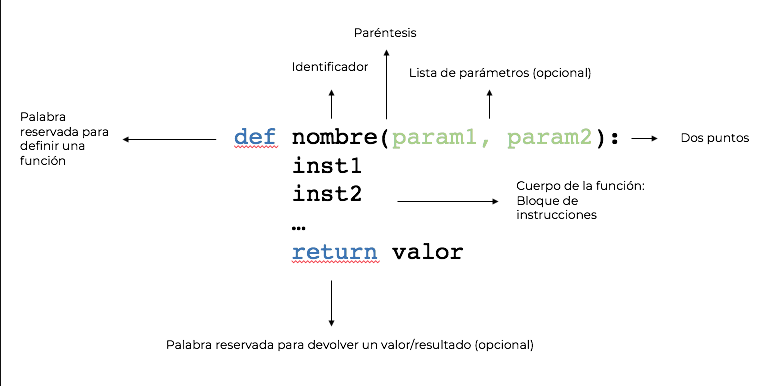 Paréntesis
Identificador
Lista de parámetros (opcional)
Palabra
reservada para
definir una
función
def nombre(param1, param2):
Dos puntos
inst1
inst2
Cuerpo de la función:
Bloque de
instrucciones
…
return valor
Palabra reservada para devolver un valor/resultado (opcional)